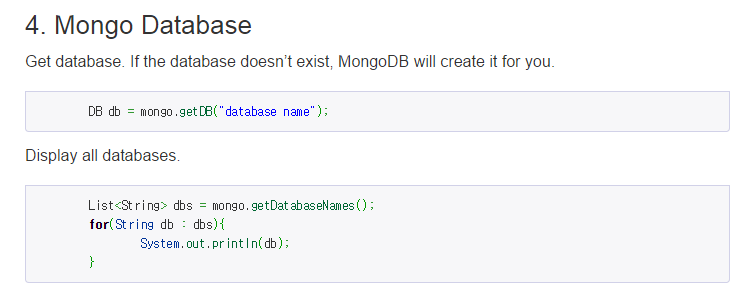 4. Mongo Database
Get database. If the database doesn’t exist, MongoDB will create it for you.
DB db = mongo.getDB("database name");
Display all databases.
List<String> dbs = mongo.getDatabaseNames();
for(String db : dbs){
System.out.println(db);
}